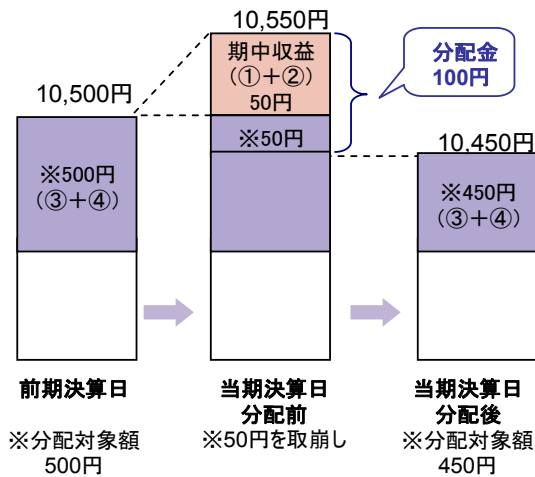 10,500円
※500円
(③+④)
前期決算日
※分配対象額
500円
10,550円
期中収益
(①+②)
50円
※50円
分配金
100円
当期決算日
分配前
※50円を取崩し
10,450円
※450円
(③+④)
当期決算日
分配後
※分配対象額
450円